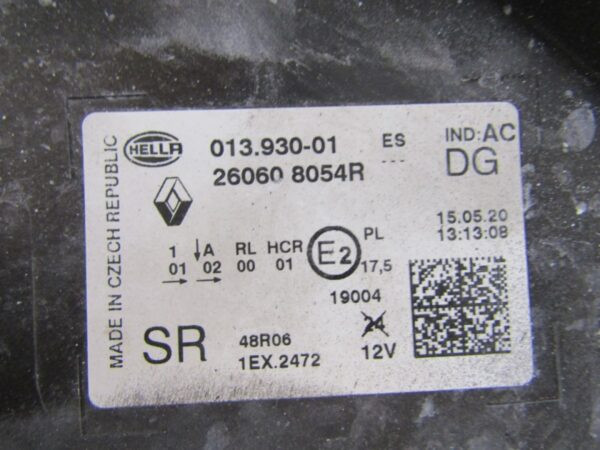 MADE IN CZECH REPUBLIC
HELLA 013.930-01 ES IND:AC
26060 8054R --- DG
15.05.20
13:13:08
1 A RL HCR E2 PL
01 02 00 01 17,5
19004
SR 48R06 24
1EX.2472 12V